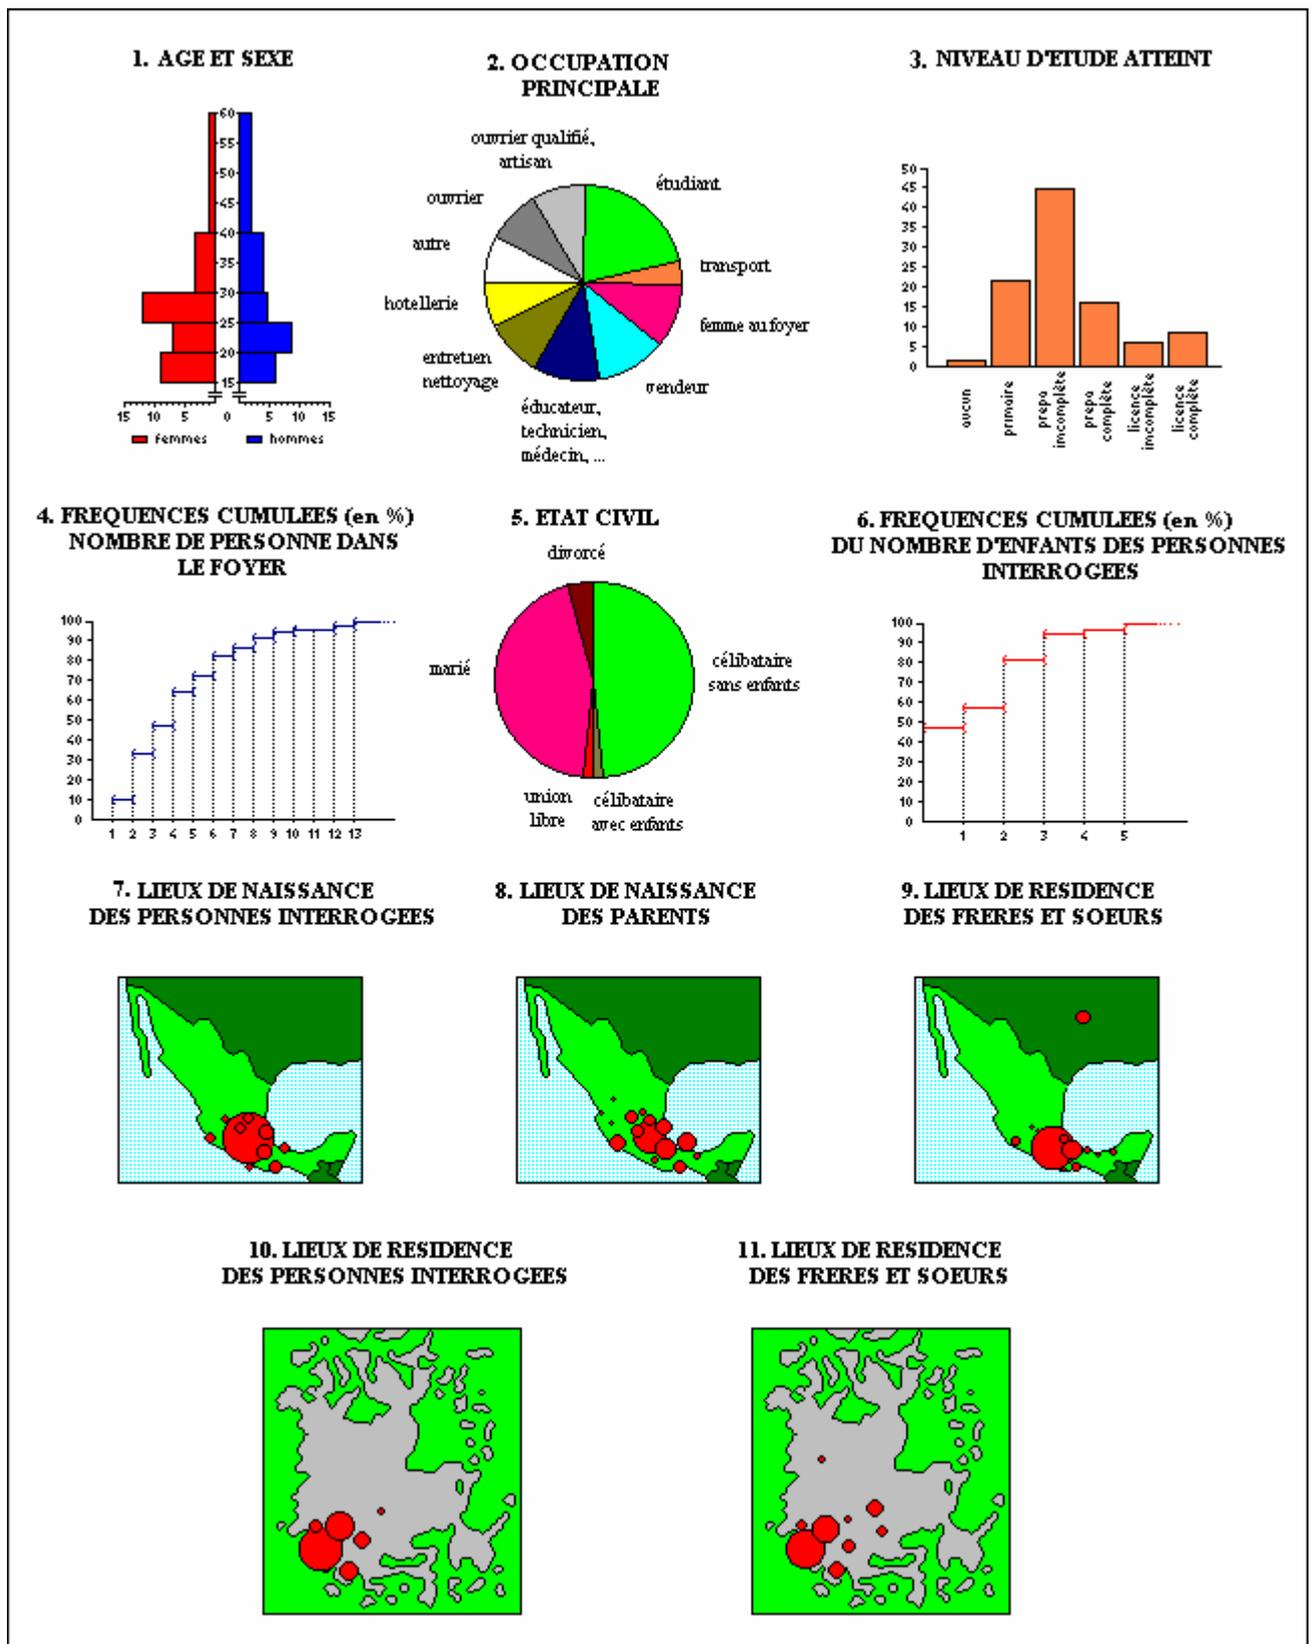 1. AGE ET SEXE
60
55
50
45
40
35
30
25
20
15
15 10 5 0 5 10 15
femmes hommes
2. OCCUPATION
PRINCIPALE
ouvrier qualifié,
artisan
étudiant
ouvrier
autre
transport
hotellerie
femme au foyer
entretien
nettoyage
vendeur
éducateur,
technicien,
médecin, ...
3. NIVEAU D'ETUDE ATTEINT
50
45
40
35
30
25
20
15
10
5
0
aucun
primaire
prepa
imcomplète
prepa
complète
licence
imcomplète
licence
complète
4. FREQUENCES CUMULEES (en %)
NOMBRE DE PERSONNE DANS
LE FOYER
100
90
80
70
60
50
40
30
20
10
0
1 2 3 4 5 6 7 8 9 10 11 12 13
5. ETAT CIVIL
divorcé
marié
célibataire
sans enfants
union
libre
célibataire
avec enfants
6. FREQUENCES CUMULEES (en %)
DU NOMBRE D'ENFANTS DES PERSONNES
INTERROGEES
100
90
80
70
60
50
40
30
20
10
0
1 2 3 4 5
7. LIEUX DE NAISSANCE
DES PERSONNES INTERROGEES
8. LIEUX DE NAISSANCE
DES PARENTS
9. LIEUX DE RESIDENCE
DES FRERES ET SOEURS
10. LIEUX DE RESIDENCE
DES PERSONNES INTERROGEES
11. LIEUX DE RESIDENCE
DES FRERES ET SOEURS